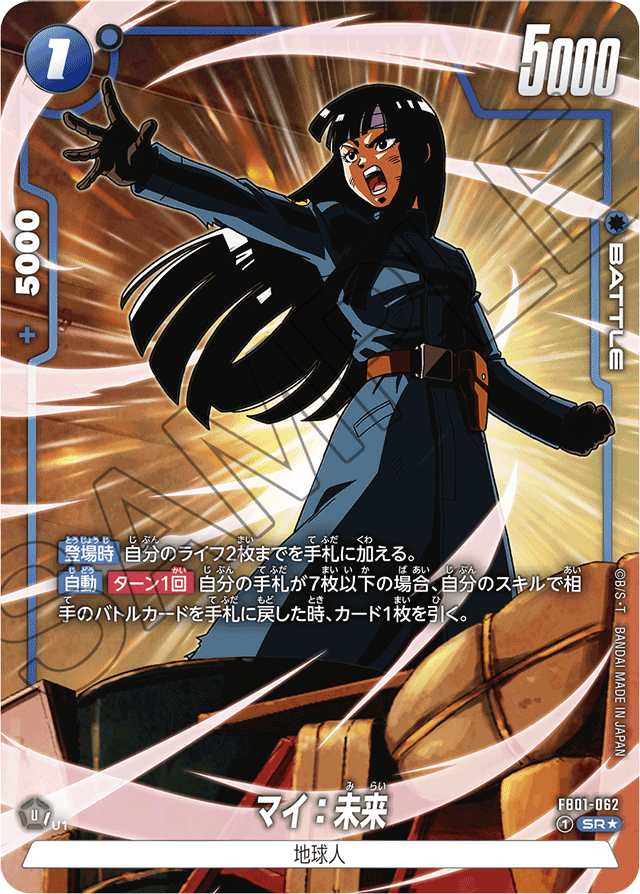 1
5000
+ 5000
BATTLE
SAMPLE
登場時 自分のライフ2枚までを手札に加える。
自動 ターン1回 自分の手札が7枚以下の場合、自分のスキルで相
手のバトルカードを手札に戻した時、カード1枚を引く。
©B/S・T BANDAI MADE IN JAPAN
U/U1
マイ：未来
FB01-062
1 SR★
地球人